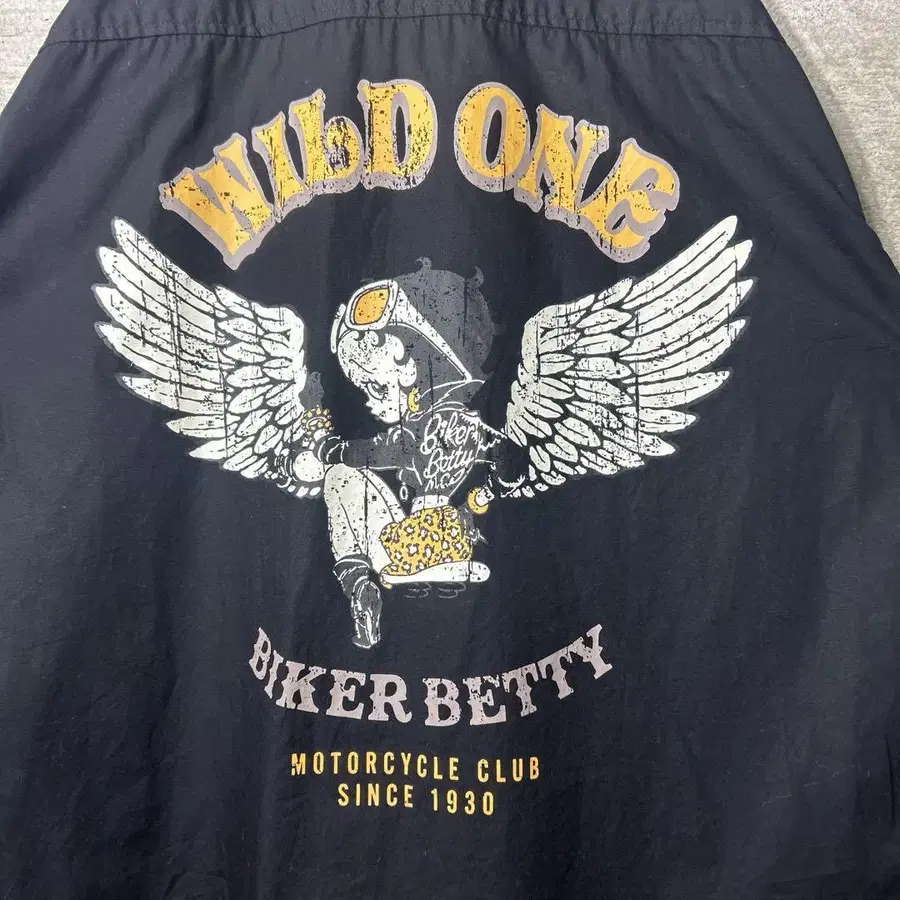 WILD ONE
Biker
Betty
M.C.
BIKER BETTY
MOTORCYCLE CLUB
SINCE 1930